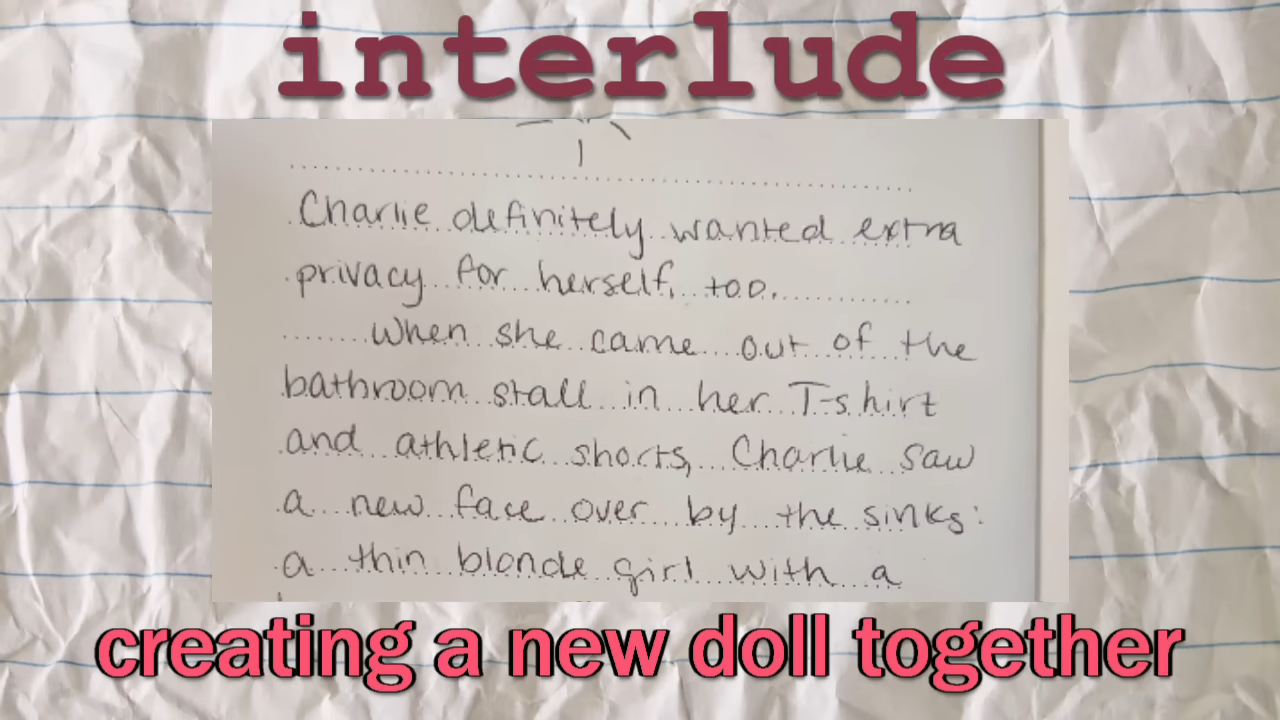 interlude
Charlie definitely wanted extra
privacy for herself, too.
When she came out of the
bathroom stall in her T-shirt
and athletic shorts, Charlie saw
a new face over by the sinks:
a thin blonde girl with a
creating a new doll together